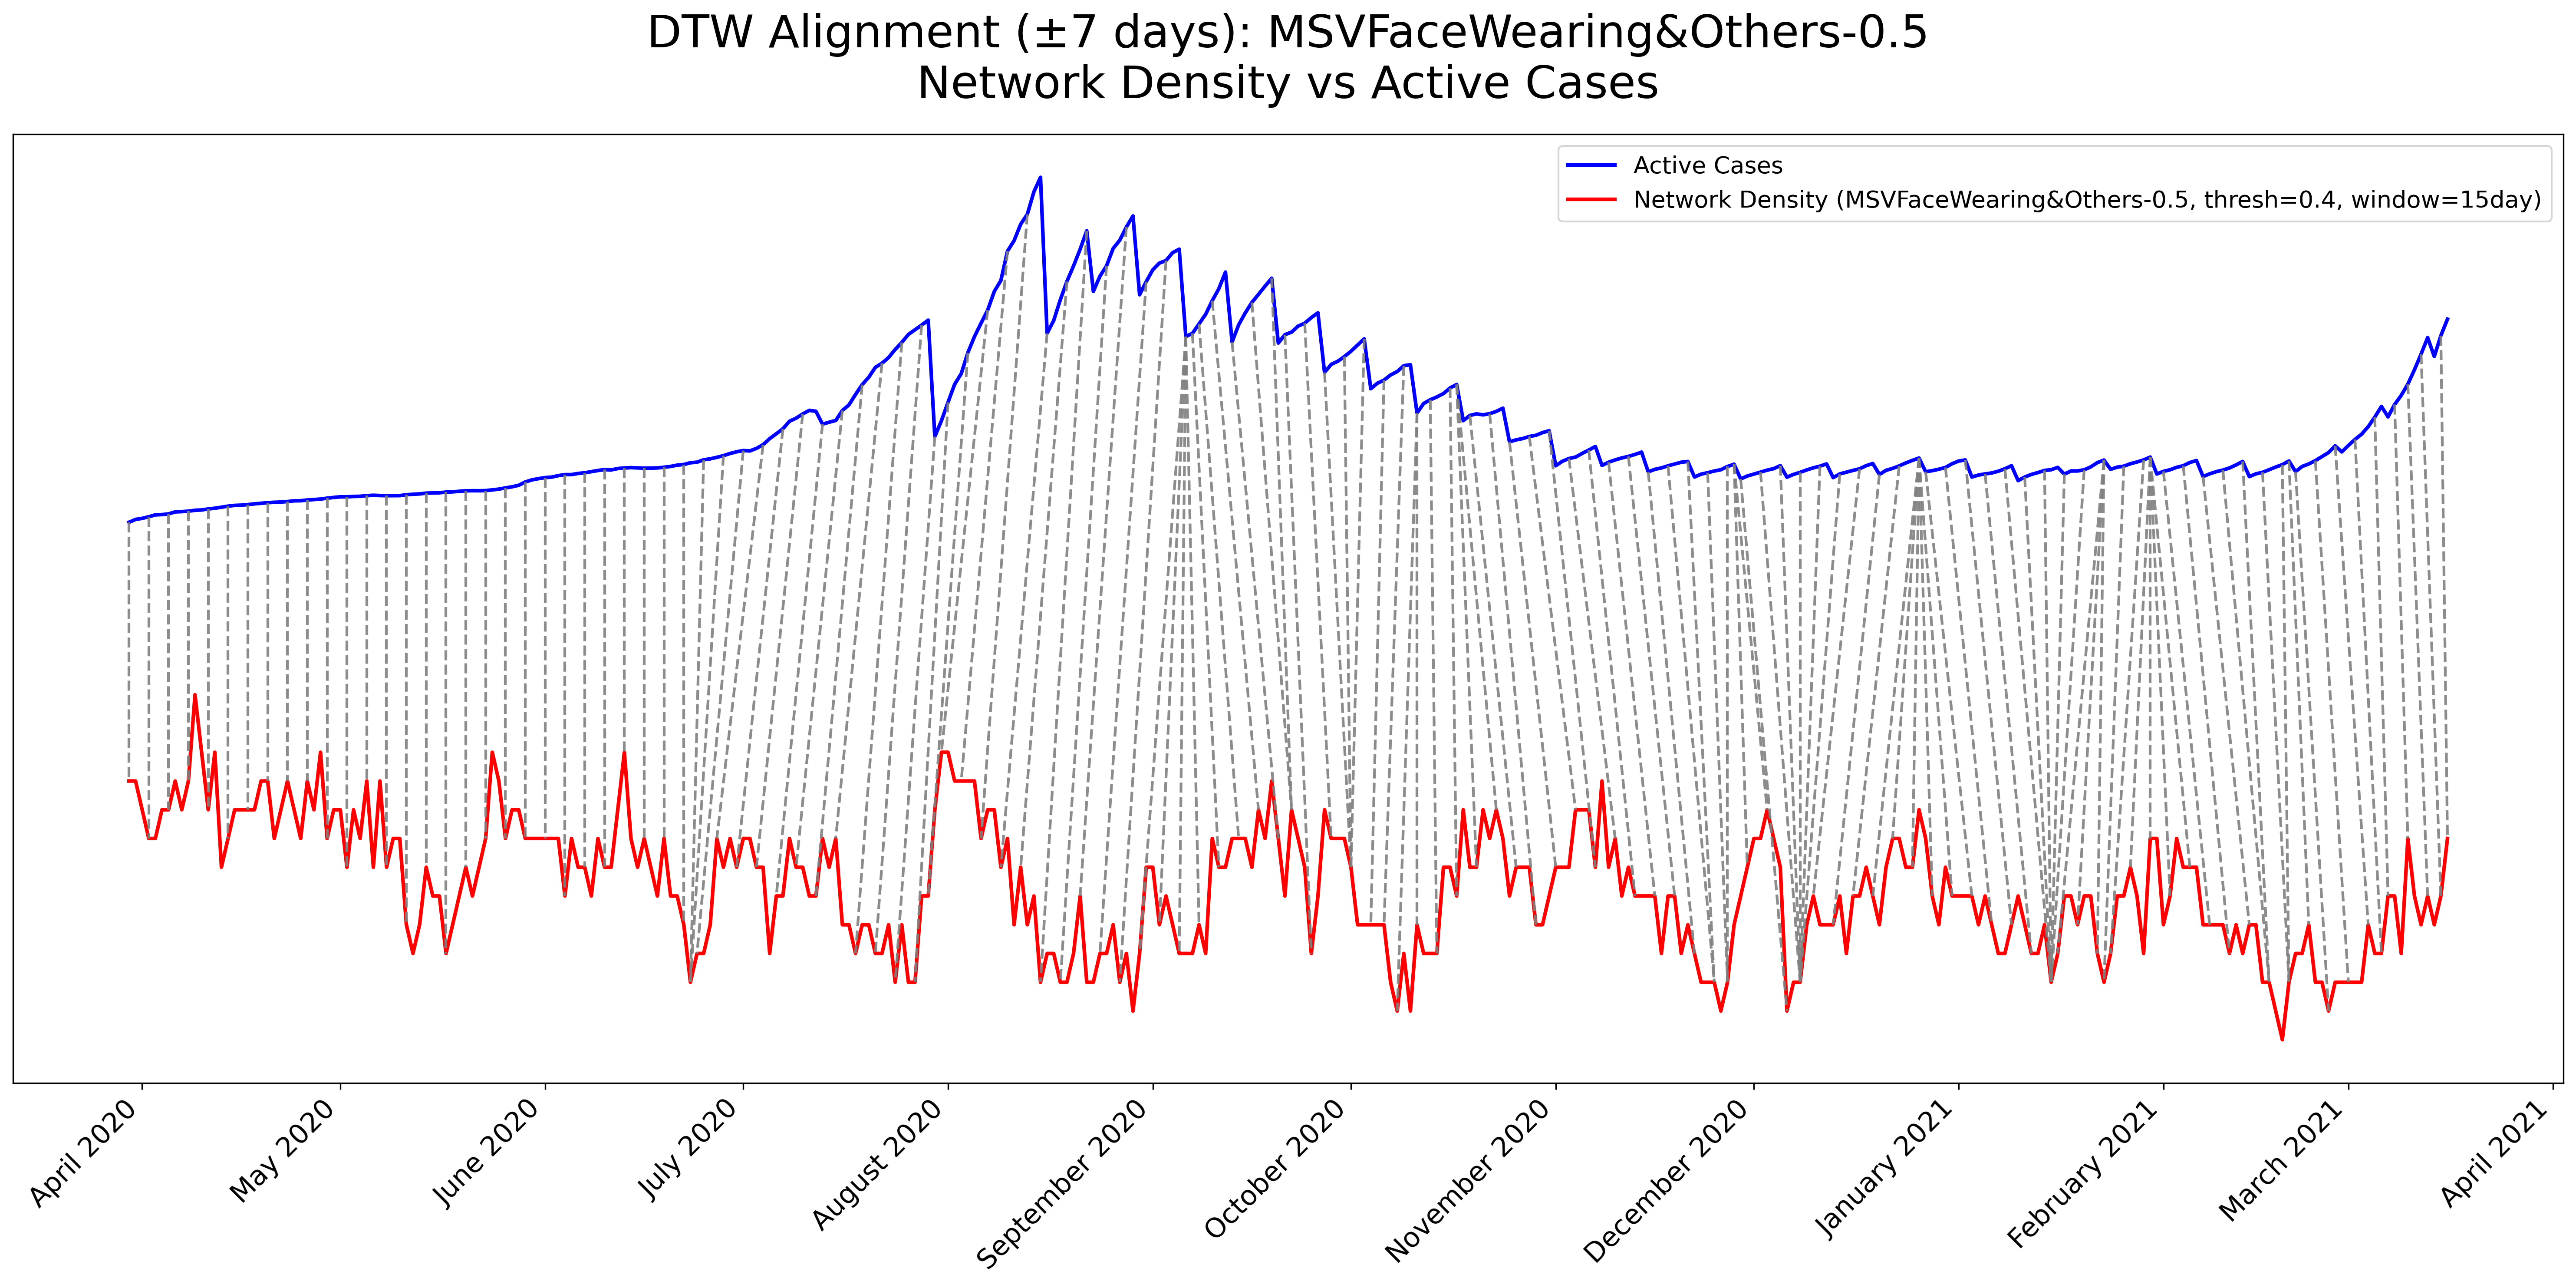 DTW Alignment (±7 days): MSVFaceWearing&Others-0.5
Network Density vs Active Cases
Active Cases
Network Density (MSVFaceWearing&Others-0.5, thresh=0.4, window=15day)
April 2020
May 2020
June 2020
July 2020
August 2020
September 2020
October 2020
November 2020
December 2020
January 2021
February 2021
March 2021
April 2021